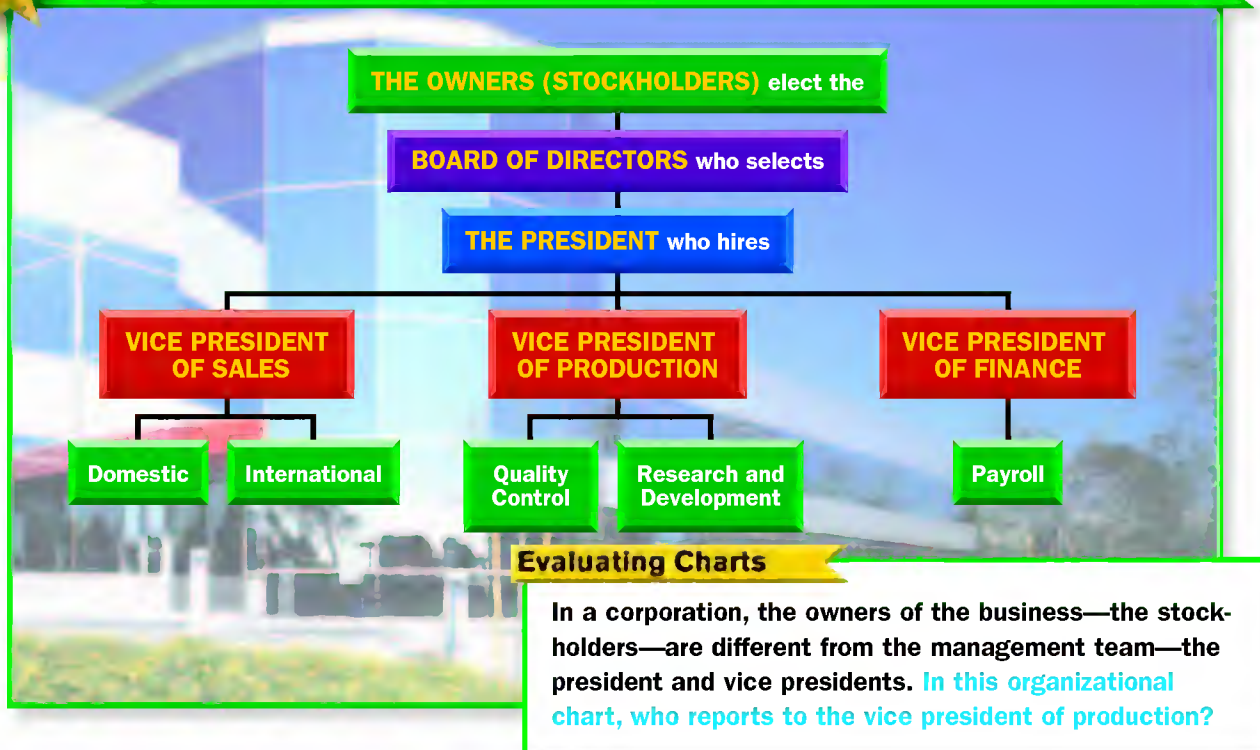 THE OWNERS (STOCKHOLDERS) elect the
BOARD OF DIRECTORS who selects
THE PRESIDENT who hires
VICE PRESIDENT
OF SALES
VICE PRESIDENT
OF PRODUCTION
VICE PRESIDENT
OF FINANCE
Domestic
International
Quality
Control
Research and
Development
Payroll
Evaluating Charts
In a corporation, the owners of the business—the stock-
holders—are different from the management team—the
president and vice presidents. In this organizational
chart, who reports to the vice president of production?